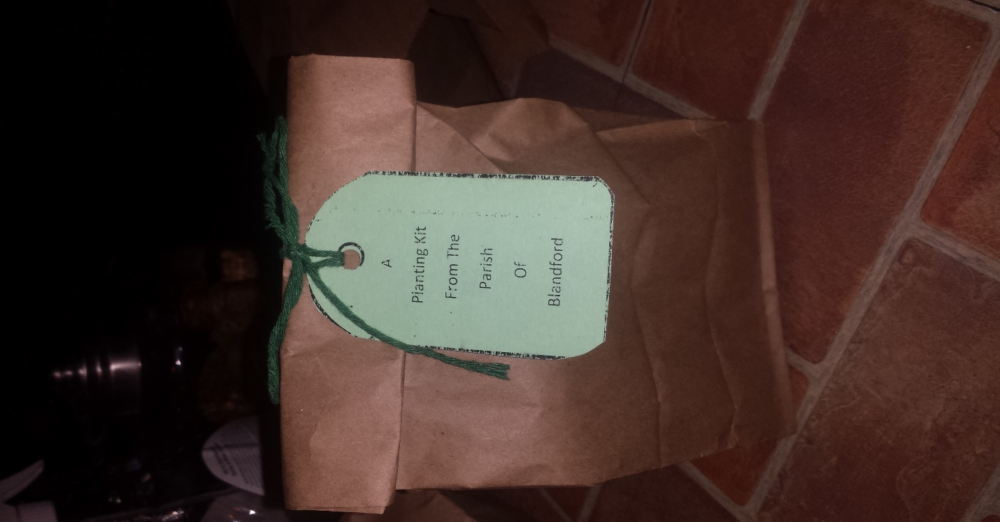 A
Planting Kit
From The
Parish
Of
Blandford